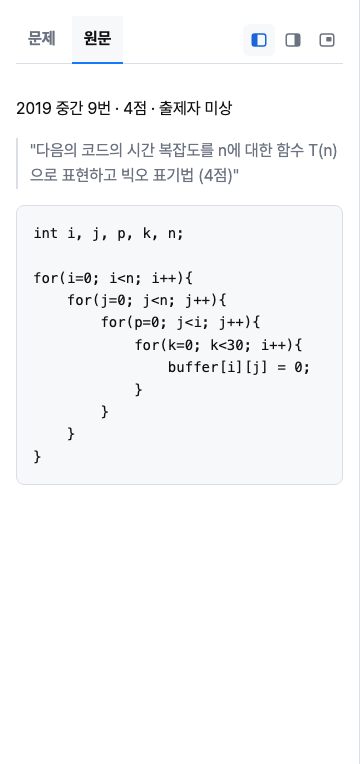 문제 원문
2019 중간 9번 · 4점 · 출제자 미상
"다음의 코드의 시간 복잡도를 n에 대한 함수 T(n)
으로 표현하고 빅오 표기법 (4점)"
int i, j, p, k, n;
for(i=0; i<n; i++){
    for(j=0; j<n; j++){
        for(p=0; j<i; j++){
            for(k=0; k<30; i++){
                buffer[i][j] = 0;
            }
        }
    }
}